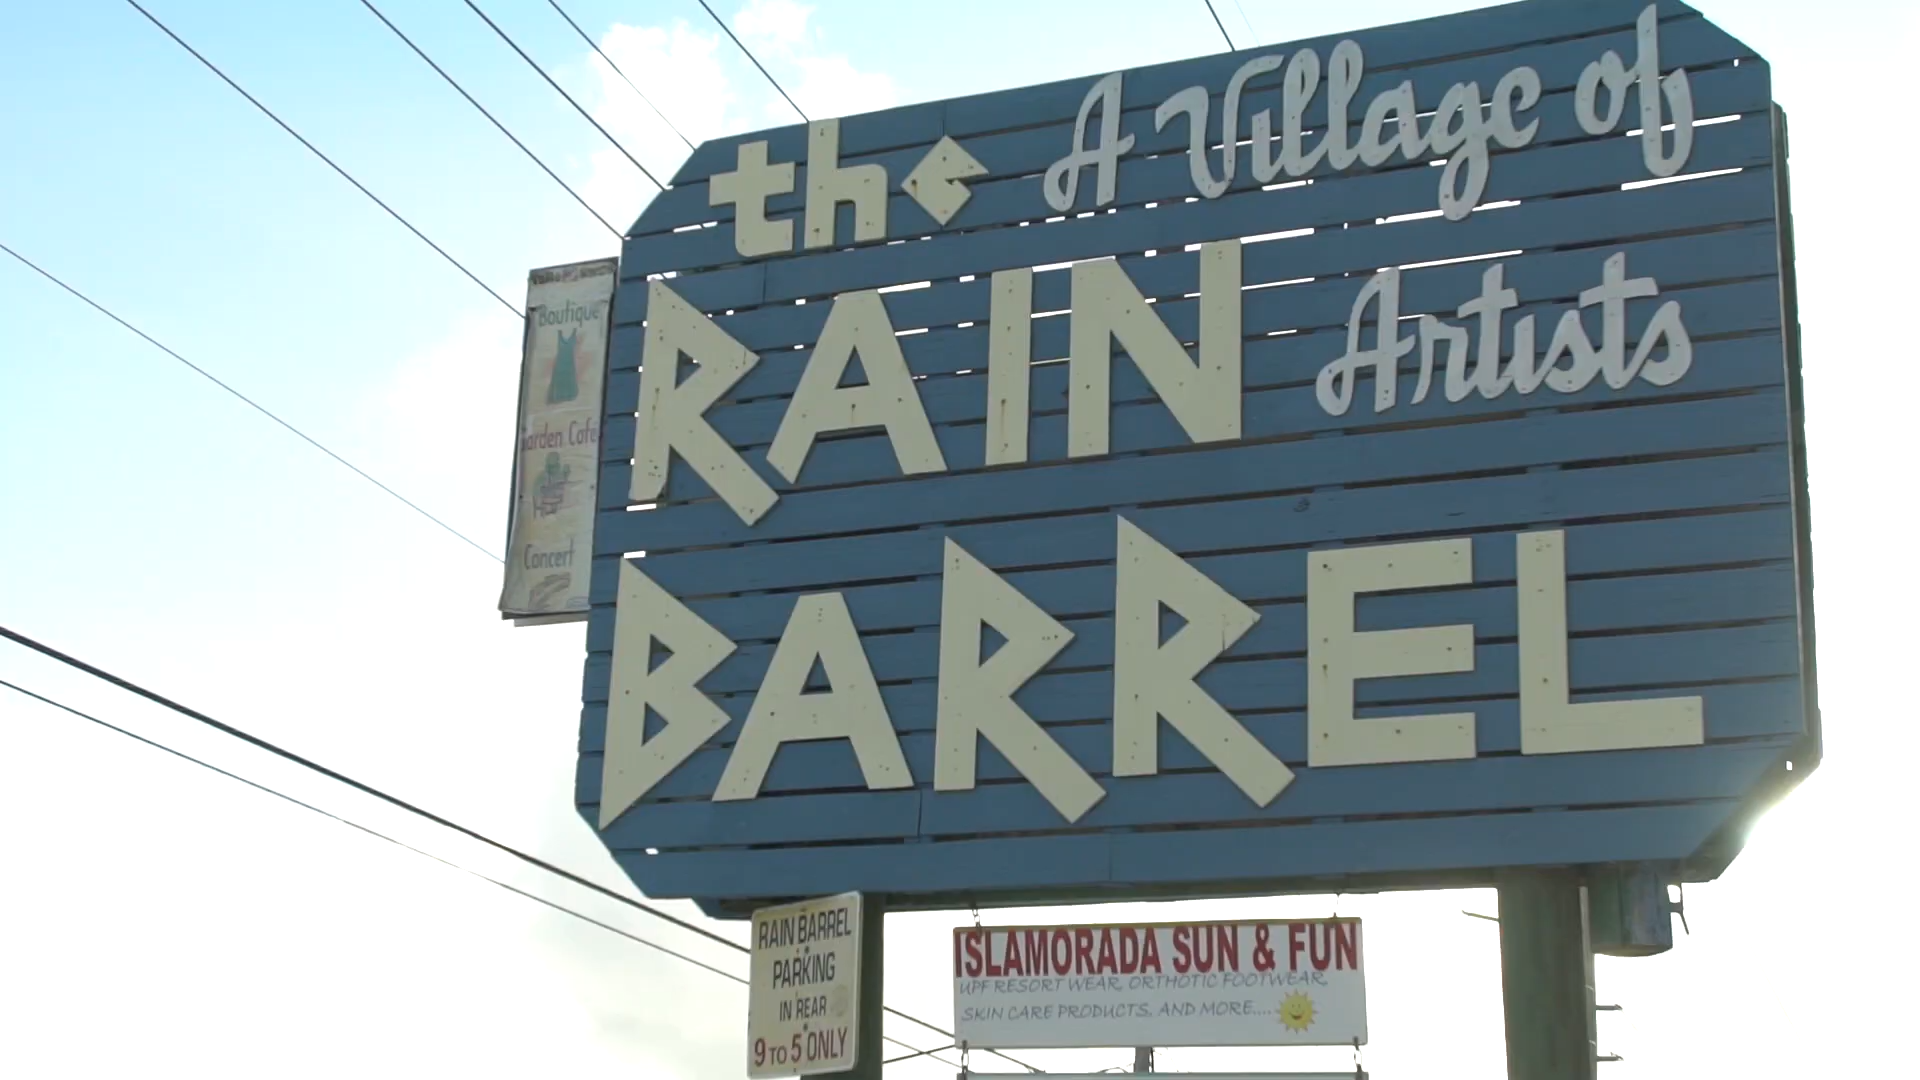 the
RAIN
BARREL
A Village of
Artists
Boutique
Garden Cafe
Concert
RAIN BARREL
PARKING
IN REAR
9 TO 5 ONLY
ISLAMORADA SUN & FUN
UPF RESORT WEAR, ORTHOTIC FOOTWEAR,
SKIN CARE PRODUCTS, AND MORE....